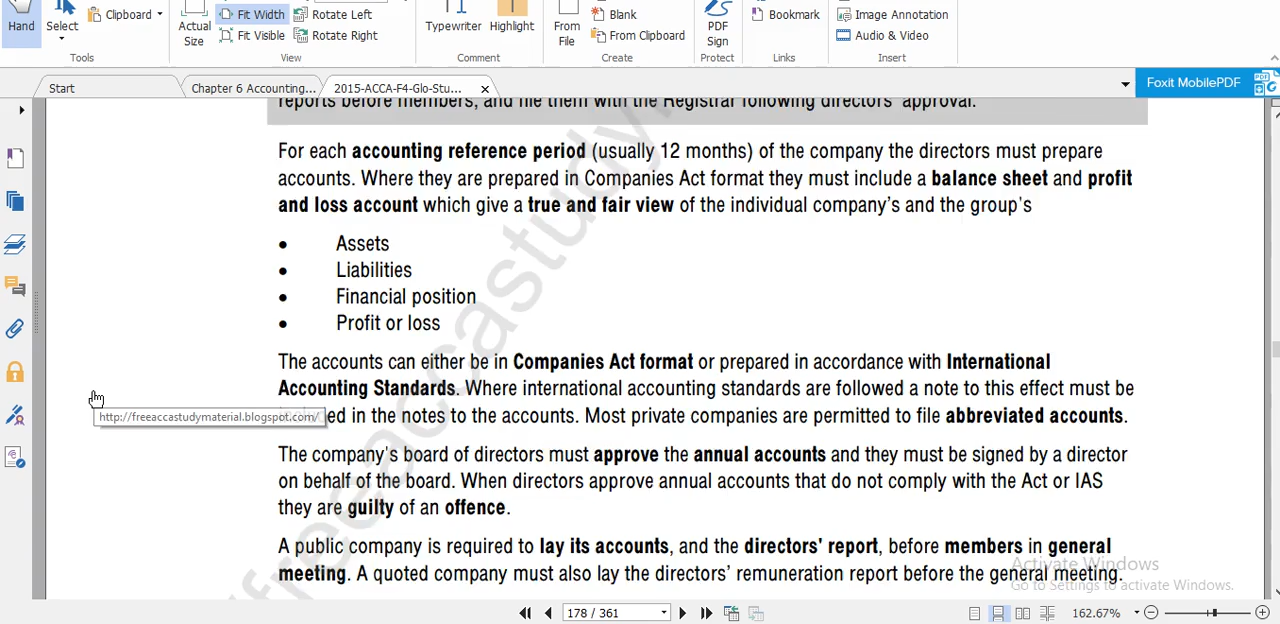 Hand
Select
Clipboard
Actual Size
Fit Width
Fit Visible
Rotate Left
Rotate Right
Typewriter
Highlight
From File
Blank
From Clipboard
PDF Sign
Bookmark
Image Annotation
Audio & Video
Tools
View
Comment
Create
Protect
Links
Insert
Start
Chapter 6 Accounting...
2015-ACCA-F4-Glo-Stu...
Foxit MobilePDF
reports before members, and file them with the Registrar following directors' approval.
For each accounting reference period (usually 12 months) of the company the directors must prepare
accounts. Where they are prepared in Companies Act format they must include a balance sheet and profit
and loss account which give a true and fair view of the individual company's and the group's
• Assets
• Liabilities
• Financial position
• Profit or loss
The accounts can either be in Companies Act format or prepared in accordance with International
Accounting Standards. Where international accounting standards are followed a note to this effect must be
http://freeaccastudymaterial.blogspot.com/
ed in the notes to the accounts. Most private companies are permitted to file abbreviated accounts.
The company's board of directors must approve the annual accounts and they must be signed by a director
on behalf of the board. When directors approve annual accounts that do not comply with the Act or IAS
they are guilty of an offence.
A public company is required to lay its accounts, and the directors' report, before members in general
meeting. A quoted company must also lay the directors' remuneration report before the general meeting.
freeaccastudy
Activate Windows
Go to Settings to activate Windows.
178 / 361
162.67%